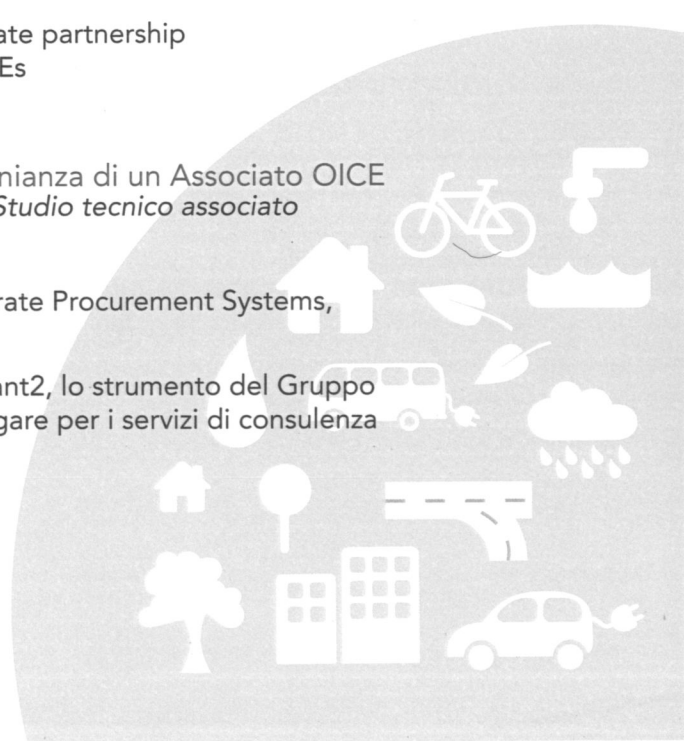 ate partnership
Es
nianza di un Associato OICE
Studio tecnico associato
rate Procurement Systems,
ant2, lo strumento del Gruppo
gare per i servizi di consulenza